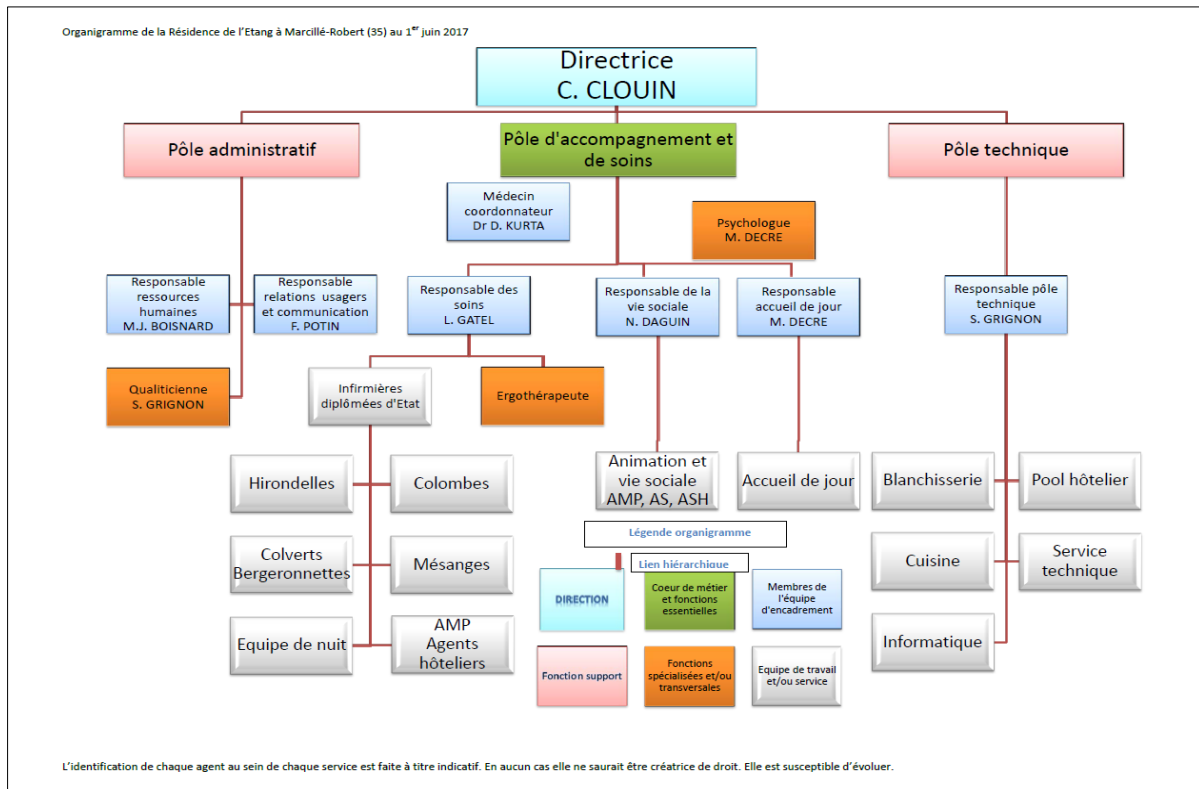 Organigramme de la Résidence de l'Etang à Marcillé-Robert (35) au 1er juin 2017
Directrice
C. CLOUIN
Pôle administratif
Pôle d'accompagnement et
de soins
Pôle technique
Médecin
coordonnateur
Dr D. KURTA
Psychologue
M. DECRE
Responsable
ressources
humaines
M.J. BOISNARD
Responsable
relations usagers
et communication
F. POTIN
Responsable des
soins
L. GATEL
Responsable de la
vie sociale
N. DAGUIN
Responsable
accueil de jour
M. DECRE
Responsable pôle
technique
S. GRIGNON
Qualiticienne
S. GRIGNON
Infirmières
diplômées d'Etat
Ergothérapeute
Hirondelles
Colombes
Animation et
vie sociale
AMP, AS, ASH
Accueil de jour
Blanchisserie
Pool hôtelier
Colverts
Bergeronnettes
Mésanges
Cuisine
Service
technique
Equipe de nuit
AMP
Agents
hôteliers
Informatique
Légende organigramme
Lien hiérarchique
DIRECTION
Coeur de métier
et fonctions
essentielles
Membres de
l'équipe
d'encadrement
Fonction support
Fonctions
spécialisées et/ou
transversales
Equipe de travail
et/ou service
L'identification de chaque agent au sein de chaque service est faite à titre indicatif. En aucun cas elle ne saurait être créatrice de droit. Elle est susceptible d'évoluer.